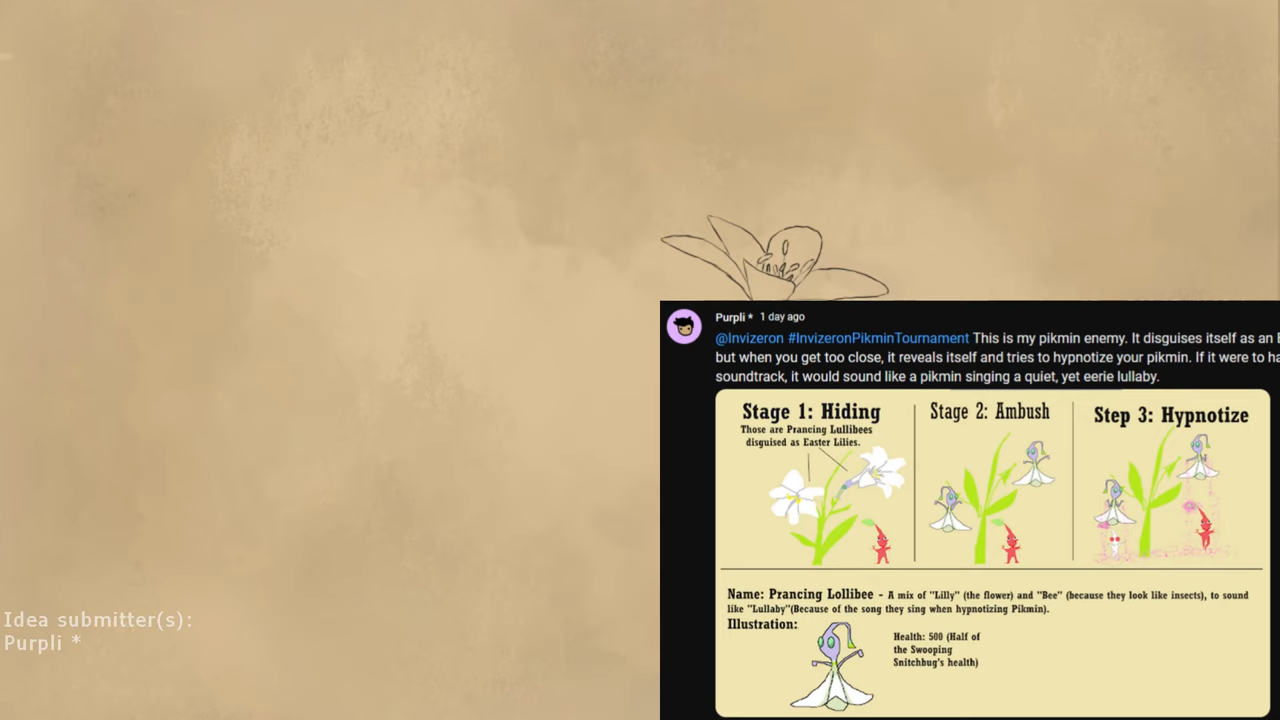 Purpli * 1 day ago
@Invizeron #InvizeronPikminTournament This is my pikmin enemy. It disguises itself as an E
but when you get too close, it reveals itself and tries to hypnotize your pikmin. If it were to ha
soundtrack, it would sound like a pikmin singing a quiet, yet eerie lullaby.
Stage 1: Hiding
Those are Prancing Lullibees
disguised as Easter Lilies.
Stage 2: Ambush
Step 3: Hypnotize
Name: Prancing Lollibee - A mix of "Lilly" (the flower) and "Bee" (because they look like insects), to sound
like "Lullaby"(Because of the song they sing when hypnotizing Pikmin).
Illustration:
Health: 500 (Half of
the Swooping
Snitchbug's health)
Idea submitter(s):
Purpli *